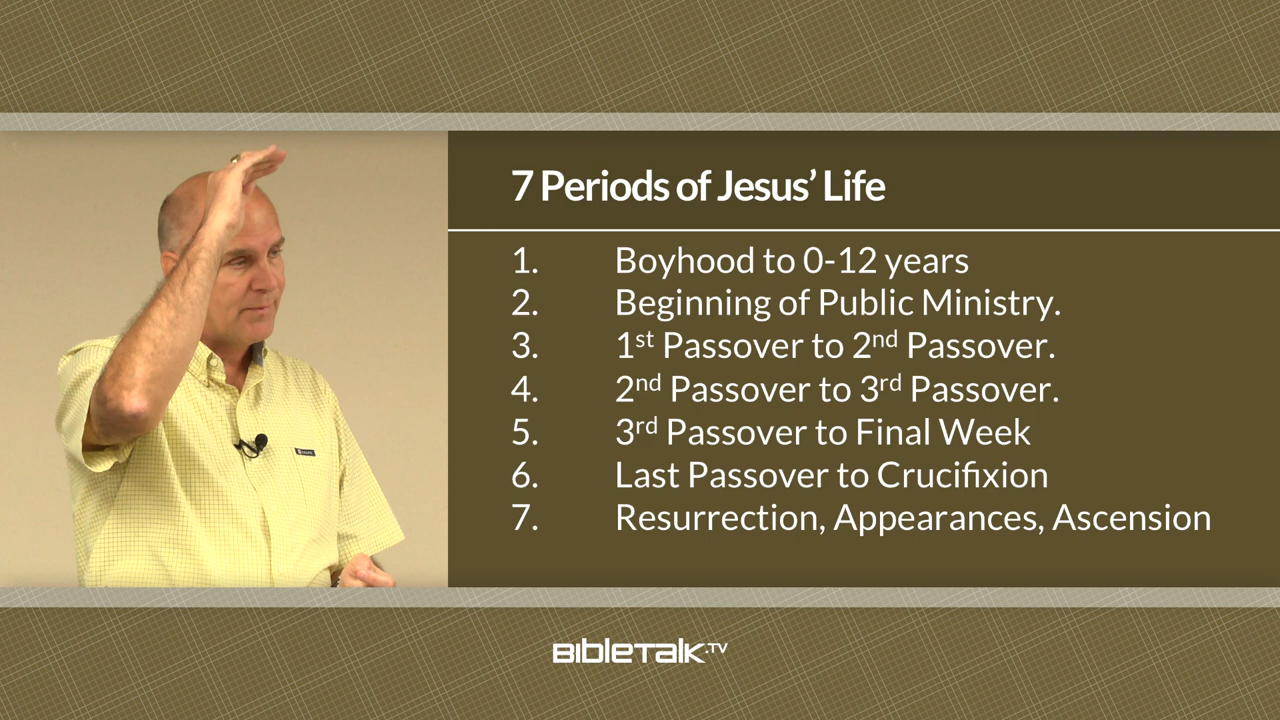 7 Periods of Jesus’ Life
1. Boyhood to 0-12 years
2. Beginning of Public Ministry.
3. 1st Passover to 2nd Passover.
4. 2nd Passover to 3rd Passover.
5. 3rd Passover to Final Week
6. Last Passover to Crucifixion
7. Resurrection, Appearances, Ascension
BIBLETALK.TV